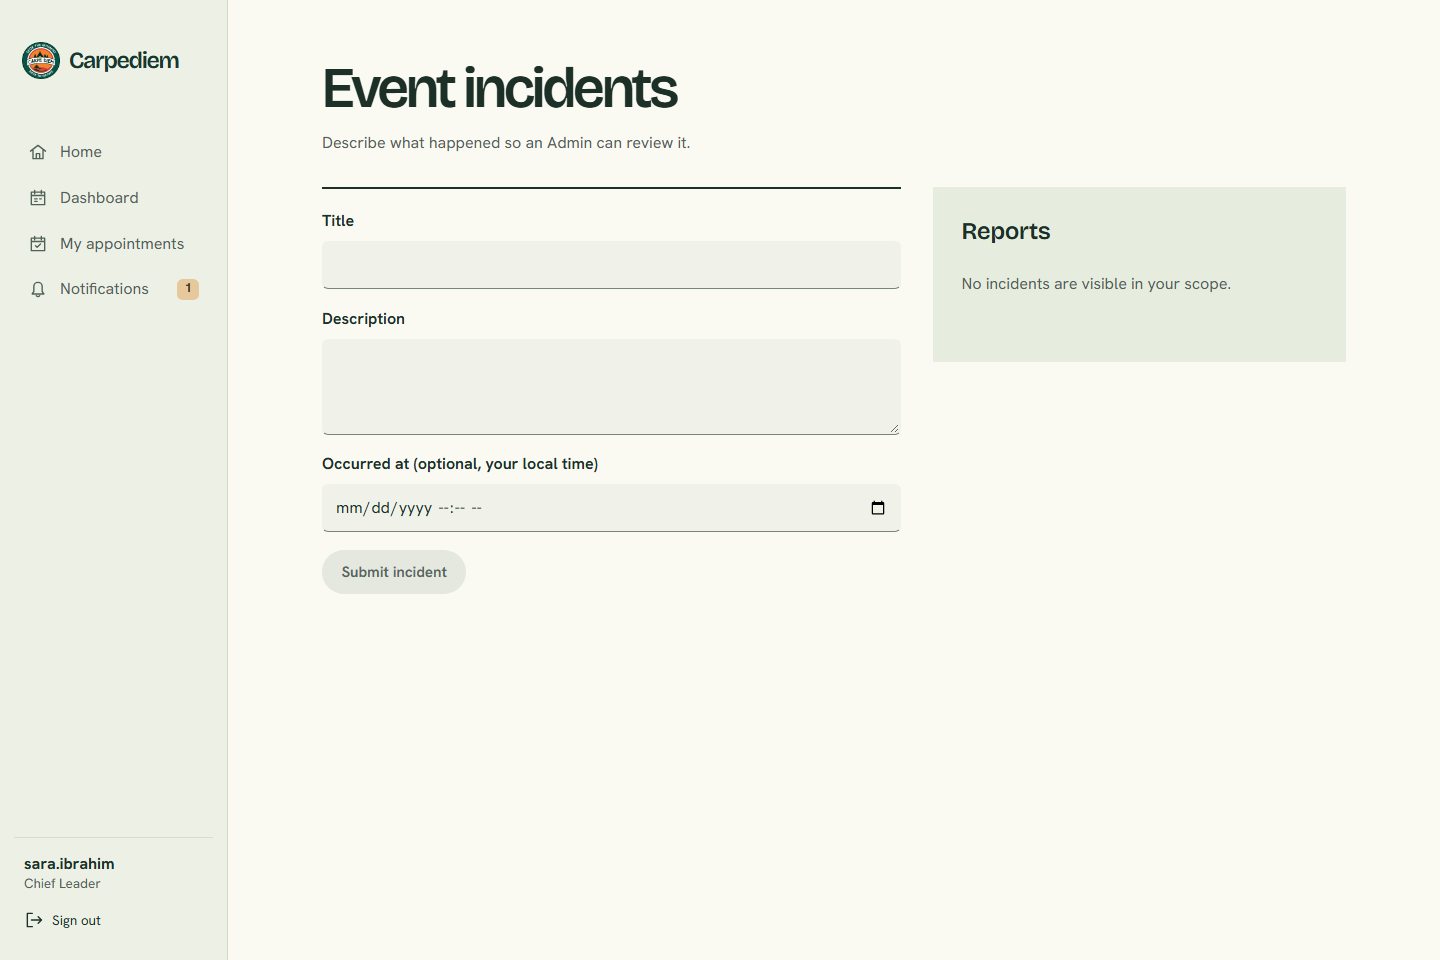 Carpediem
Home
Dashboard
My appointments
Notifications 1
sara.ibrahim
Chief Leader
Sign out
Event incidents
Describe what happened so an Admin can review it.
Title
Description
Occurred at (optional, your local time)
mm/dd/yyyy --:-- --
Submit incident
Reports
No incidents are visible in your scope.